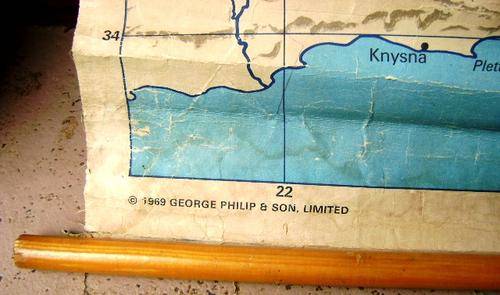 34
Knysna
Plet
22
© 1969 GEORGE PHILIP & SON, LIMITED